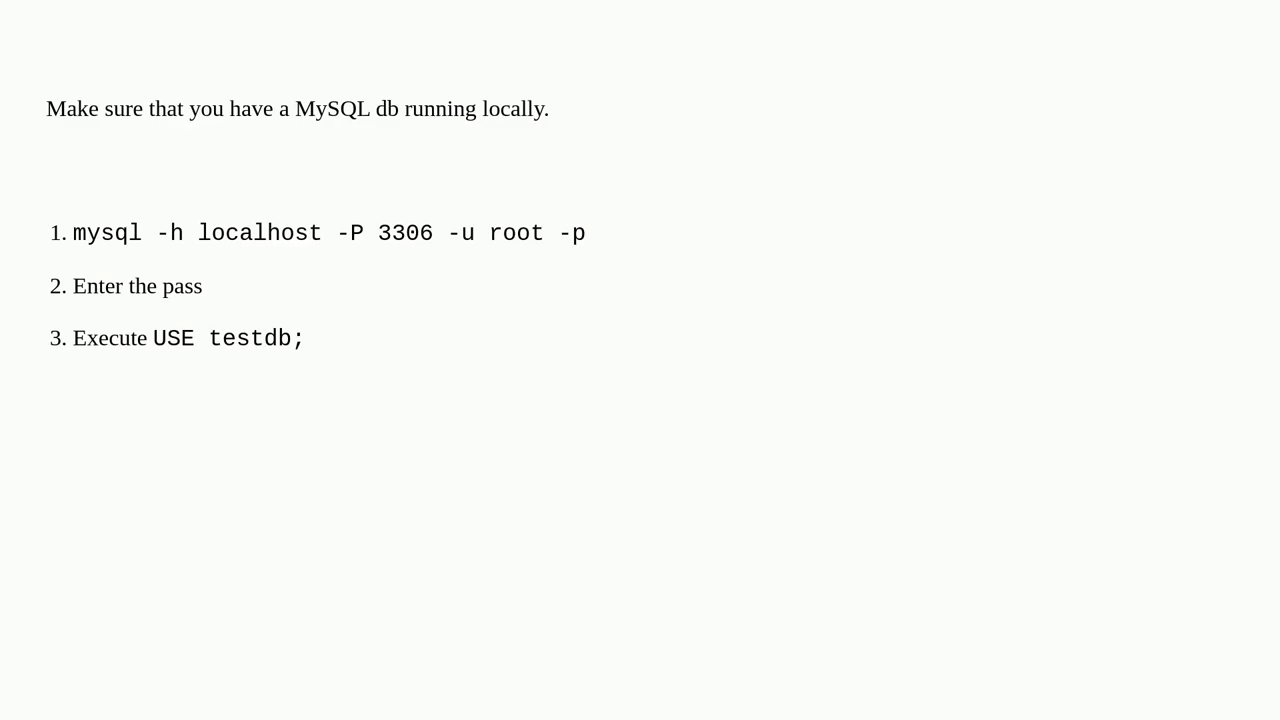 Make sure that you have a MySQL db running locally.
1. mysql -h localhost -P 3306 -u root -p
2. Enter the pass
3. Execute USE testdb;